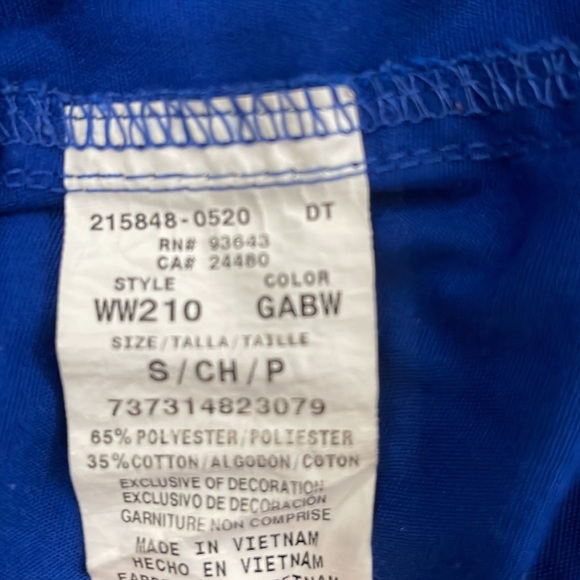 215848-0520 DT
RN# 93643
CA# 24480
STYLE COLOR
WW210 GABW
SIZE/TALLA/TAILLE
S/CH/P
737314823079
65% POLYESTER/POLIESTER
35% COTTON/ALGODON/COTON
EXCLUSIVE OF DECORATION
EXCLUSIVO DE DECORACIÓN
GARNITURE NON COMPRISE
MADE IN VIETNAM
HECHO EN VIETNAM